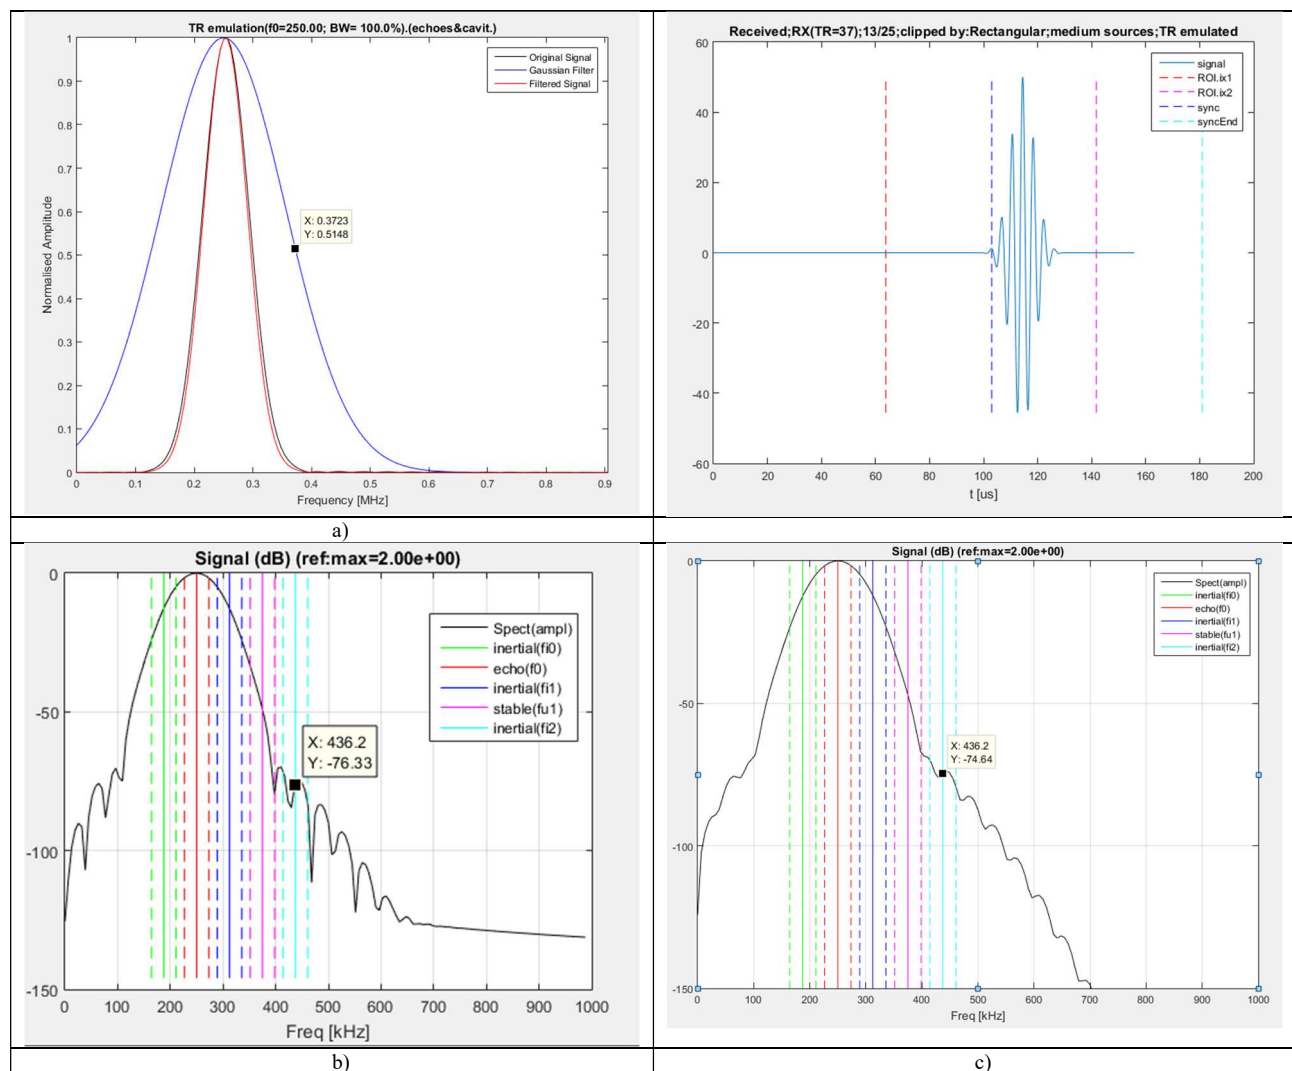 TR emulation(f0=250.00; BW= 100.0%).(echoes&cavit.)
Original Signal
Gaussian Filter
Filtered Signal
X: 0.3723
Y: 0.5148
Normalised Amplitude
1
0.9
0.8
0.7
0.6
0.5
0.4
0.3
0.2
0.1
0
0 0.1 0.2 0.3 0.4 0.5 0.6 0.7 0.8 0.9
Frequency [MHz]
Received;RX(TR=37);13/25;clipped by:Rectangular;medium sources;TR emulated
signal
ROI.ix1
ROI.ix2
sync
syncEnd
60
40
20
0
-20
-40
-60
0 20 40 60 80 100 120 140 160 180 200
t [us]
a)
Signal (dB) (ref:max=2.00e+00)
Spect(ampl)
inertial(fi0)
echo(f0)
inertial(fi1)
stable(fu1)
inertial(fi2)
X: 436.2
Y: -76.33
0
-50
-100
-150
0 100 200 300 400 500 600 700 800 900 1000
Freq [kHz]
Signal (dB) (ref:max=2.00e+00)
Spect(ampl)
inertial(fi0)
echo(f0)
inertial(fi1)
stable(fu1)
inertial(fi2)
X: 436.2
Y: -74.64
0
-50
-100
-150
0 100 200 300 400 500 600 700 800 900 1000
Freq [kHz]
b)
c)